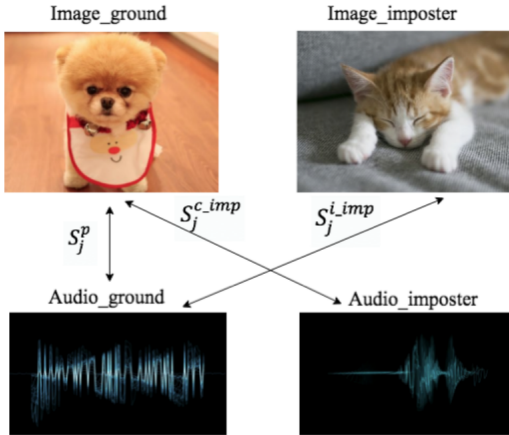 Image_ground
Image_imposter
S_j^p
S_j^{c_imp}
S_j^{i_imp}
Audio_ground
Audio_imposter